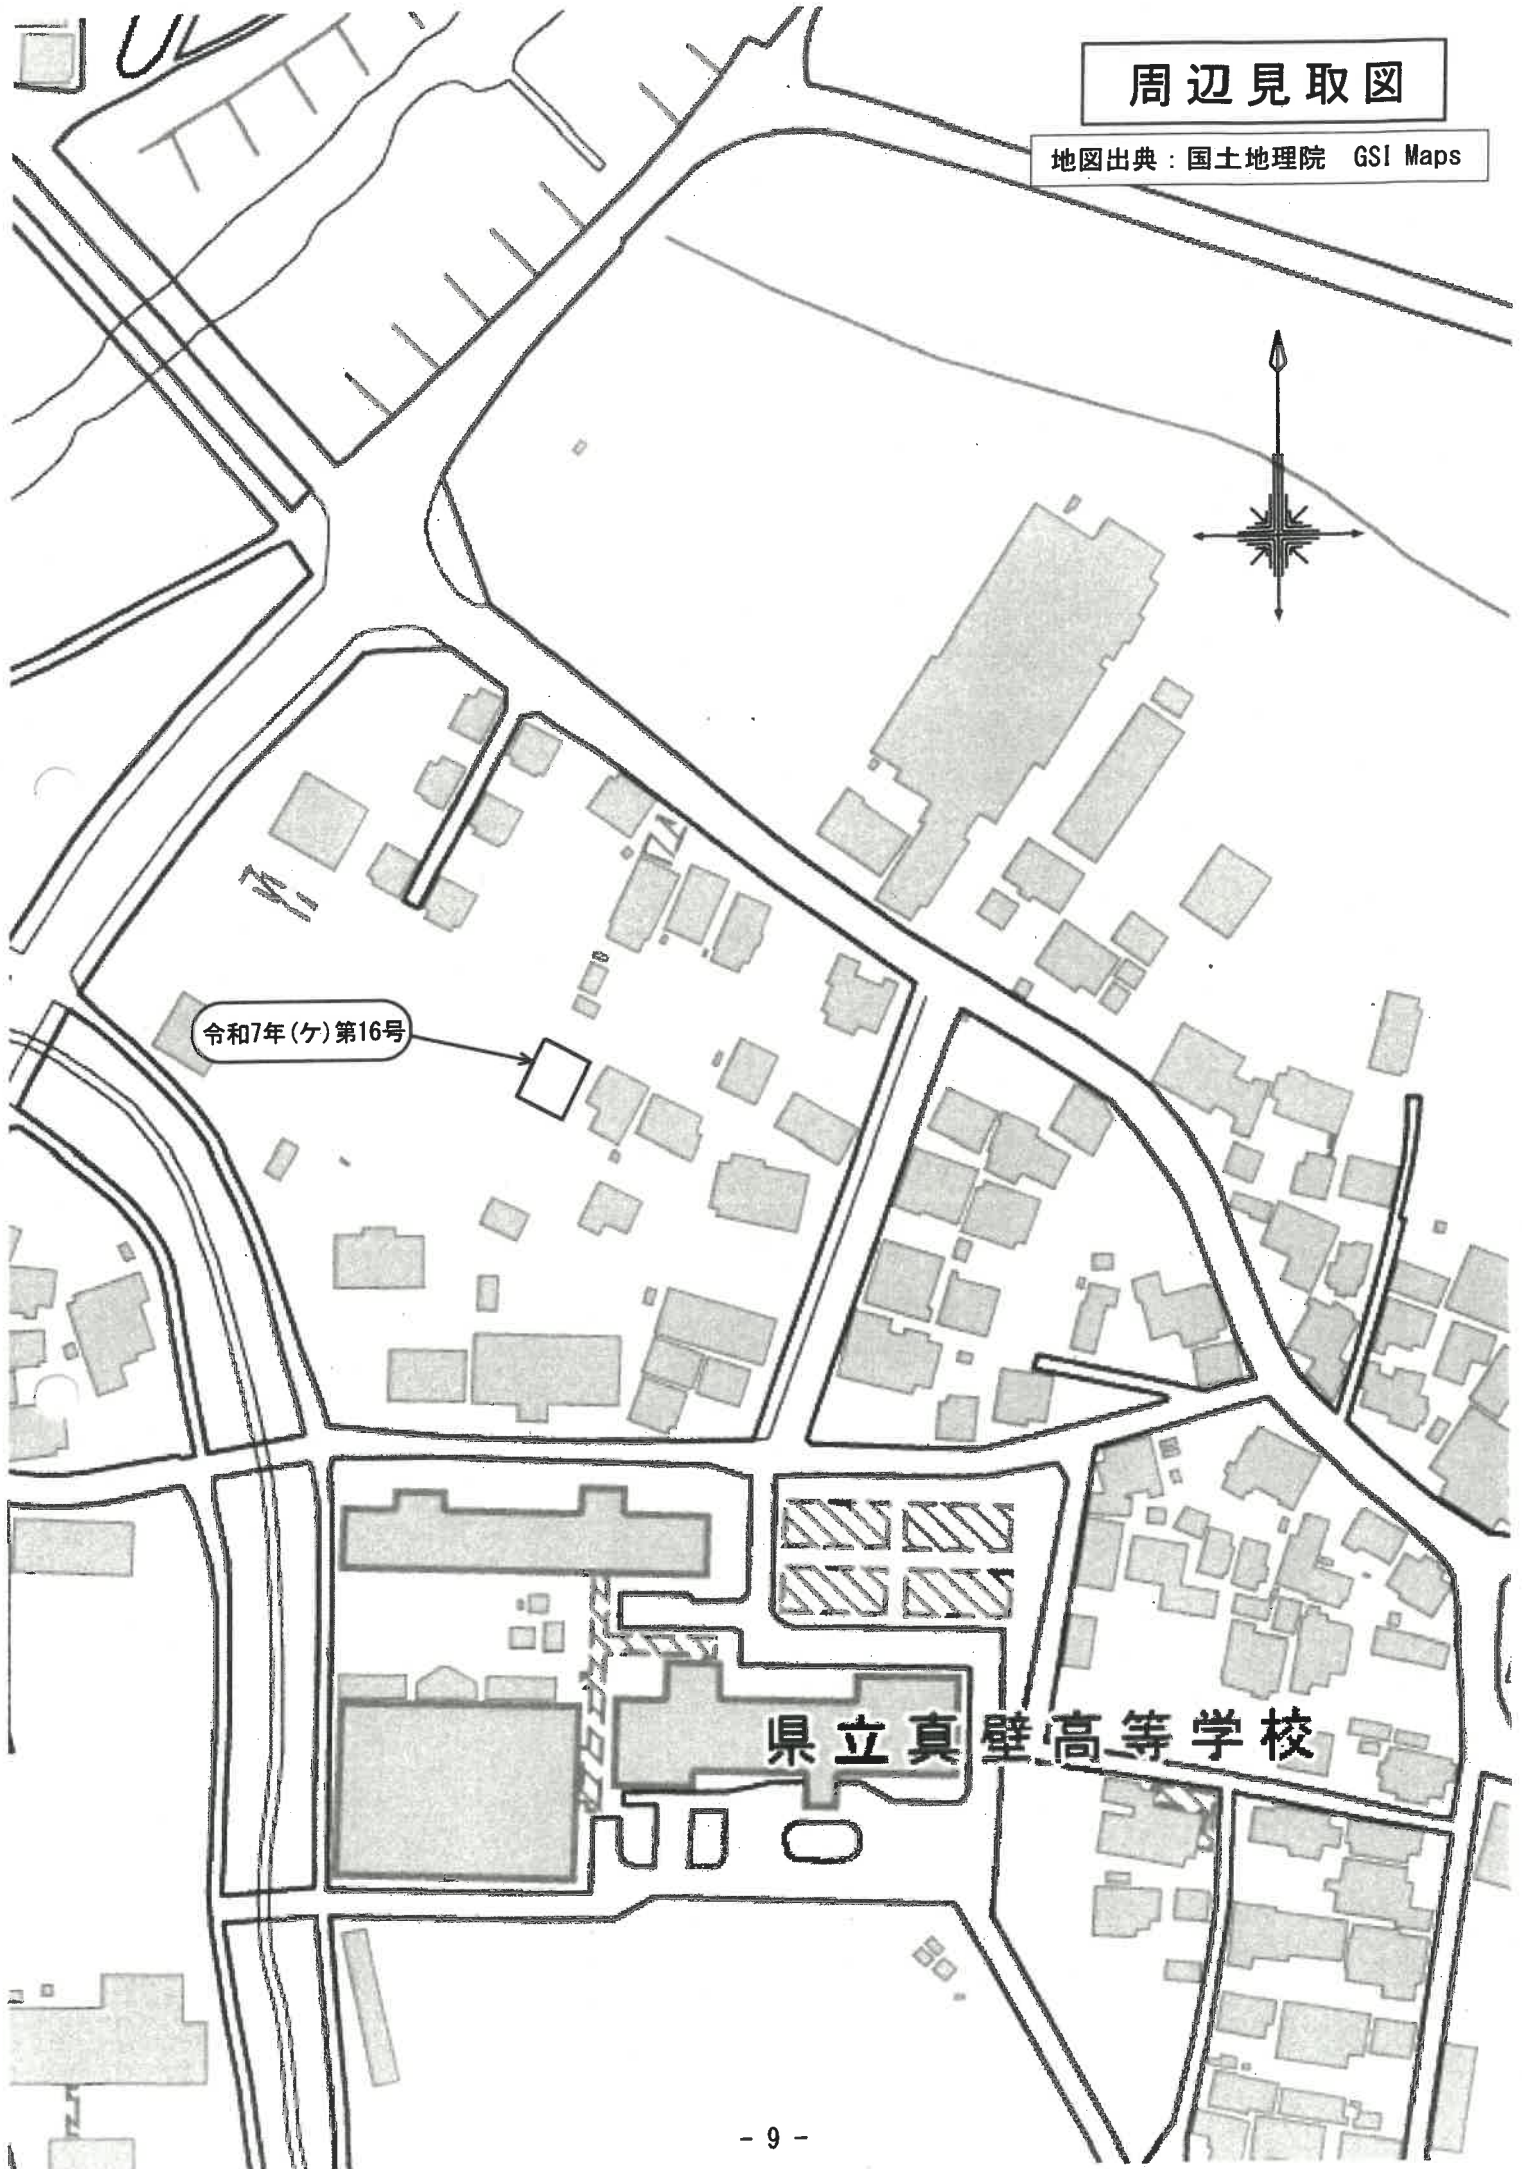 周辺見取図
地図出典：国土地理院　GSI Maps
令和7年(ケ)第16号
県立真壁高等学校
- 9 -